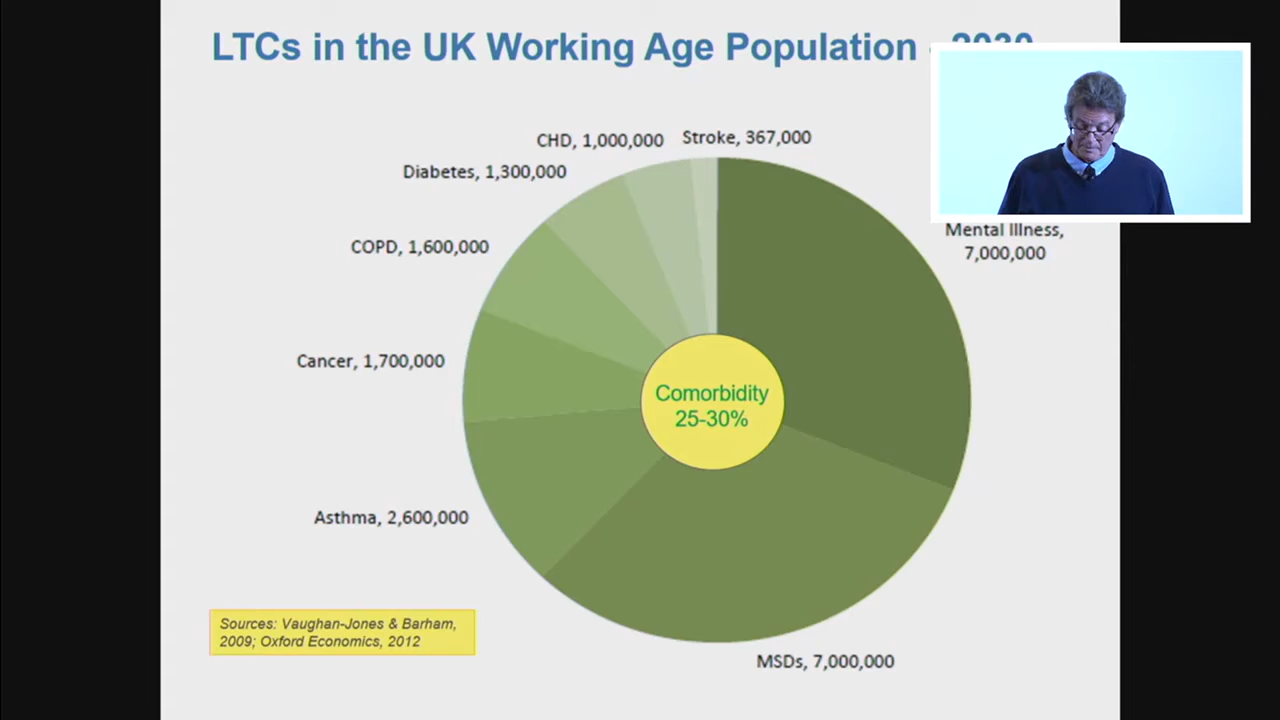 LTCs in the UK Working Age Population - 2030
CHD, 1,000,000
Stroke, 367,000
Diabetes, 1,300,000
Mental Illness,
7,000,000
COPD, 1,600,000
Cancer, 1,700,000
Comorbidity
25-30%
Asthma, 2,600,000
Sources: Vaughan-Jones & Barham,
2009; Oxford Economics, 2012
MSDs, 7,000,000